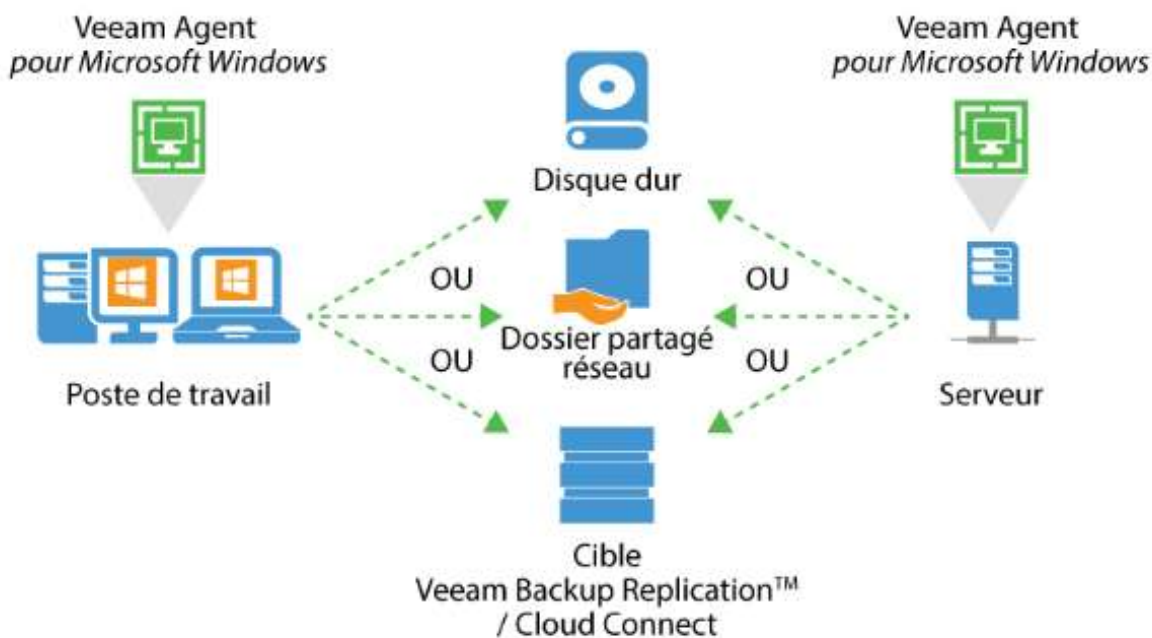 Veeam Agent
pour Microsoft Windows
Veeam Agent
pour Microsoft Windows
Disque dur
OU
OU
Dossier partagé
réseau
OU
OU
Poste de travail
Serveur
Cible
Veeam Backup Replication™
/ Cloud Connect